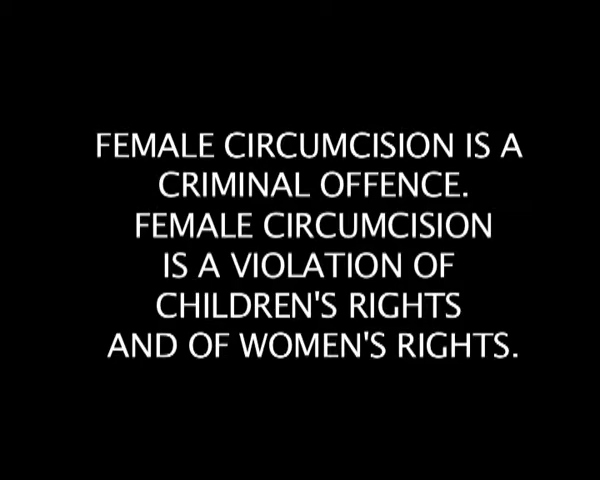 FEMALE CIRCUMCISION IS A
CRIMINAL OFFENCE.
FEMALE CIRCUMCISION
IS A VIOLATION OF
CHILDREN'S RIGHTS
AND OF WOMEN'S RIGHTS.